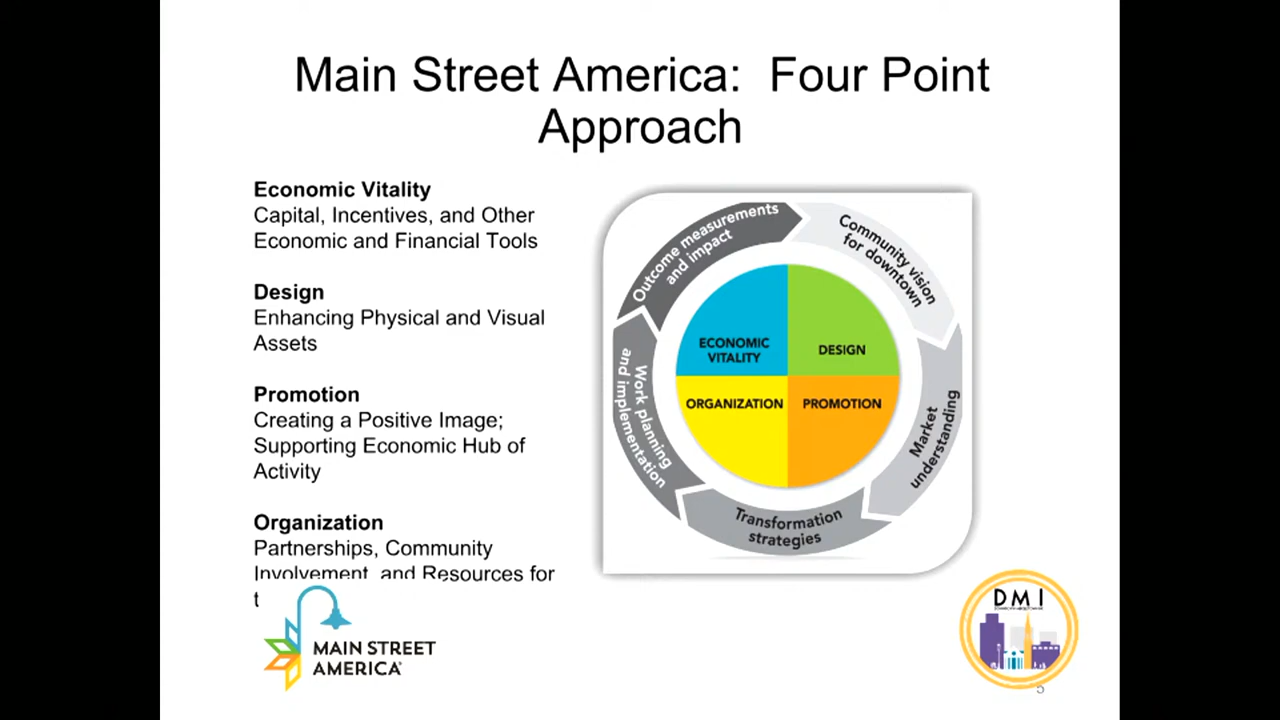 Main Street America:  Four Point
Approach
Economic Vitality
Capital, Incentives, and Other
Economic and Financial Tools
Design
Enhancing Physical and Visual
Assets
Promotion
Creating a Positive Image;
Supporting Economic Hub of
Activity
Organization
Partnerships, Community
Involvement, and Resources for
t
Outcome measurements
and impact
Community vision
for downtown
Market
understanding
Transformation
strategies
Work planning
and implementation
ECONOMIC
VITALITY
DESIGN
ORGANIZATION
PROMOTION
MAIN STREET
AMERICA
DMI
5